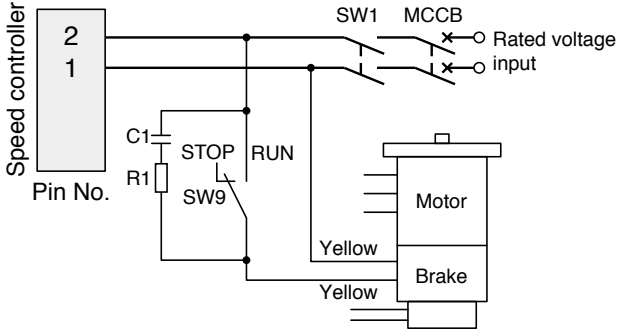 SW1 MCCB
Speed controller
2
1
Rated voltage
input
C1
STOP RUN
R1
SW9
Pin No.
Motor
Yellow
Brake
Yellow